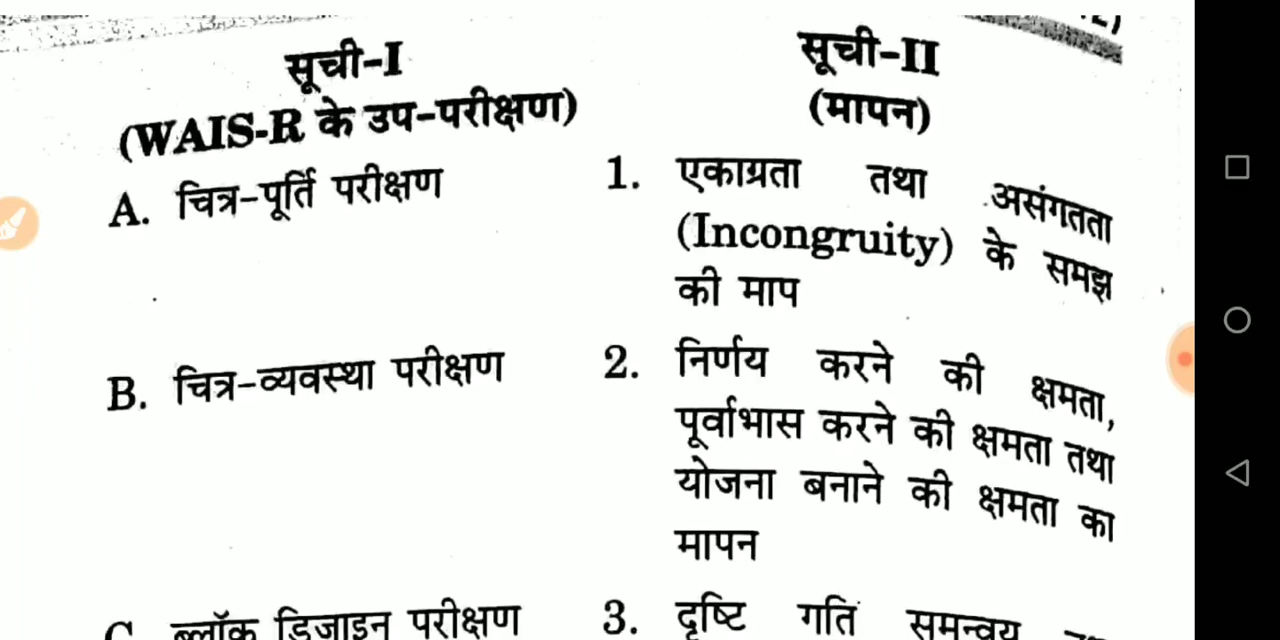 सूची-I
(WAIS-R के उप-परीक्षण)
A. चित्र-पूर्ति परीक्षण
B. चित्र-व्यवस्था परीक्षण
C. ब्लॉक डिजाइन परीक्षण
सूची-II
(मापन)
1. एकाग्रता तथा असंगतता
(Incongruity) के समझ
की माप
2. निर्णय करने की क्षमता,
पूर्वाभास करने की क्षमता तथा
योजना बनाने की क्षमता का
मापन
3. दृष्टि गति समन्वय